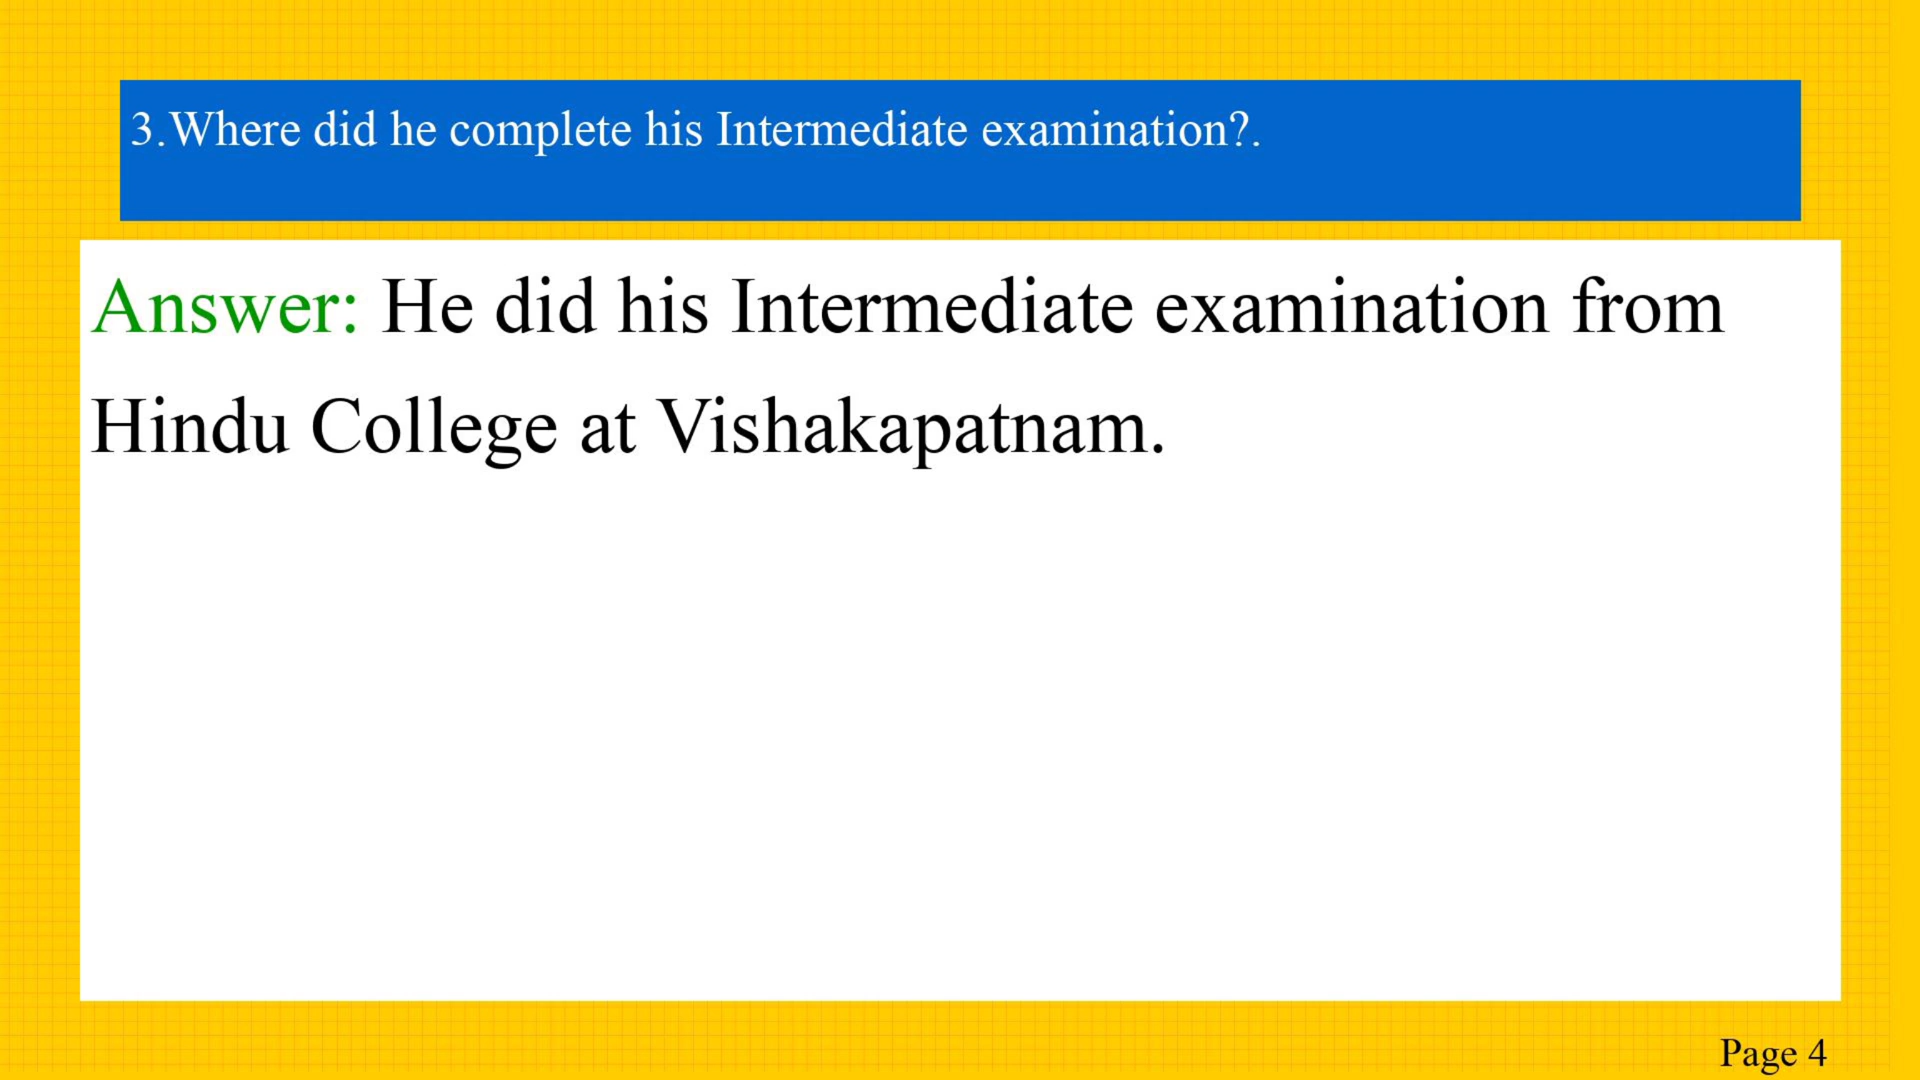 3.Where did he complete his Intermediate examination?.
Answer: He did his Intermediate examination from
Hindu College at Vishakapatnam.
Page 4